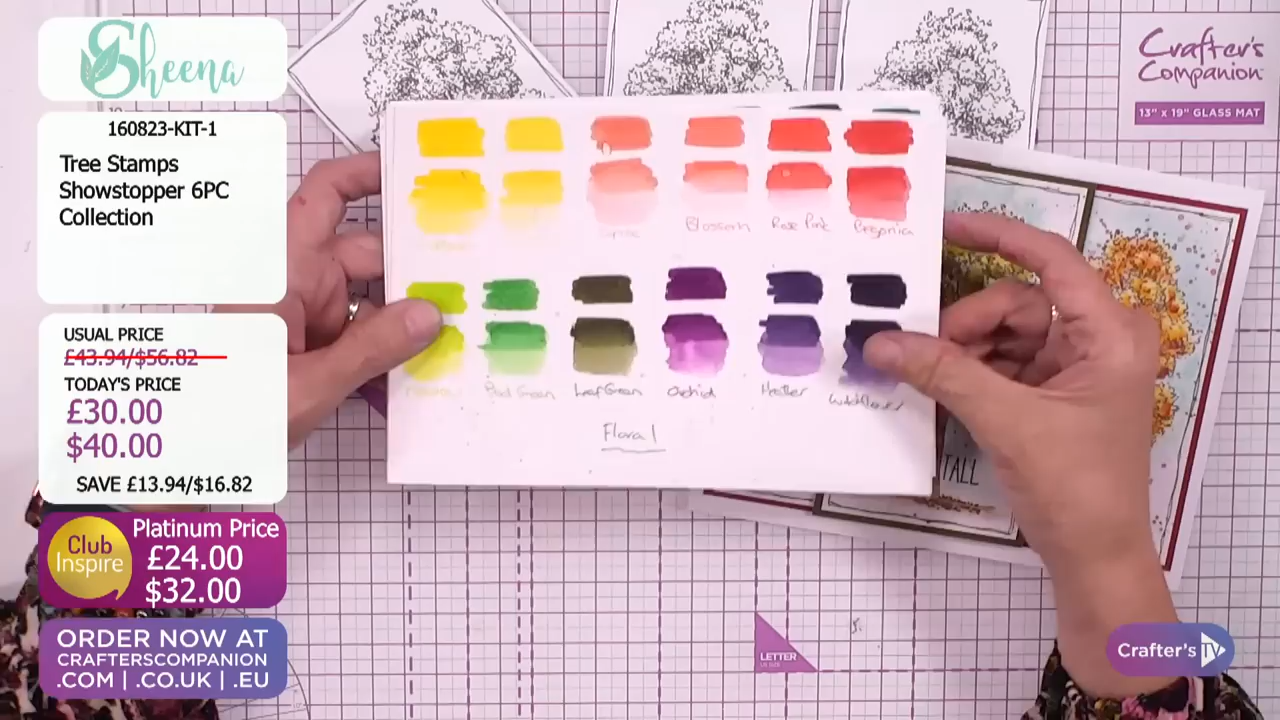 Sheena
160823-KIT-1
Tree Stamps
Showstopper 6PC
Collection
USUAL PRICE
£43.94/$56.82
TODAY'S PRICE
£30.00
$40.00
SAVE £13.94/$16.82
Club
Inspire
Platinum Price
£24.00
$32.00
ORDER NOW AT
CRAFTERSCOMPANION
.COM | .CO.UK | .EU
Crafter's
Companion
13" x 19" GLASS MAT
Blossom Rose Pink Begonia
Bud Green Leaf Green Orchid Heather Wildflower
Floral
TALL
LETTER
US SIZE
Crafter's TV